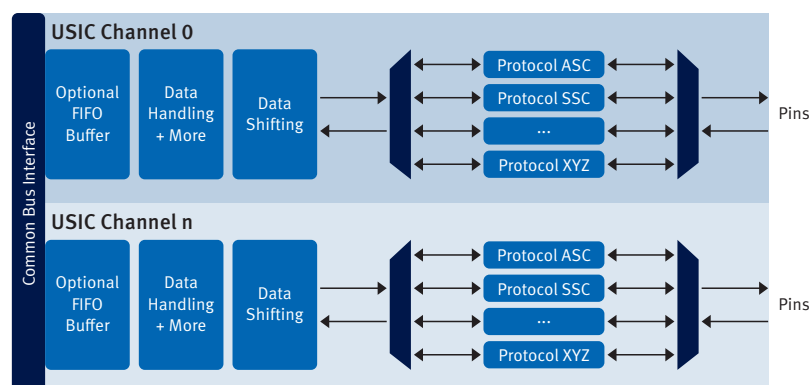 Common Bus Interface
USIC Channel 0
Optional
FIFO
Buffer
Data
Handling
+ More
Data
Shifting
Protocol ASC
Protocol SSC
...
Protocol XYZ
Pins
USIC Channel n
Optional
FIFO
Buffer
Data
Handling
+ More
Data
Shifting
Protocol ASC
Protocol SSC
...
Protocol XYZ
Pins